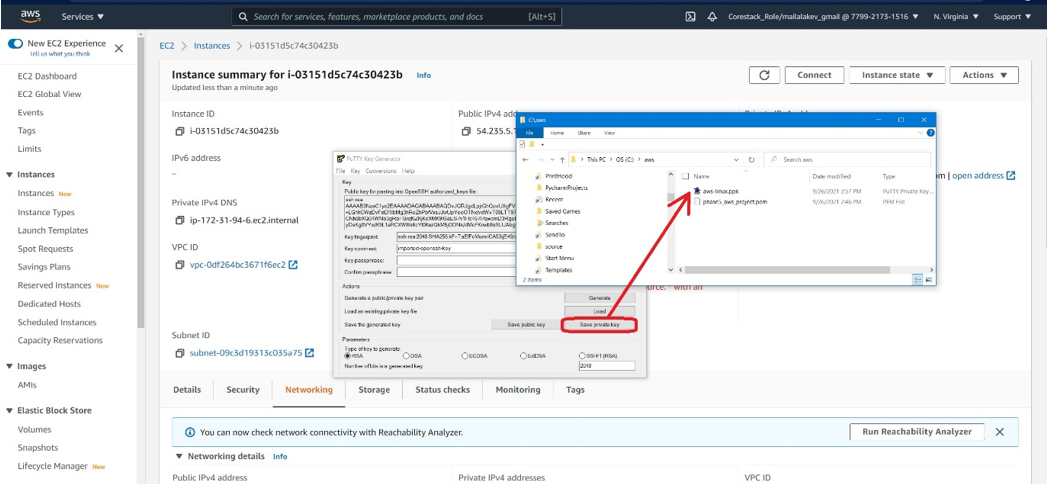 aws
Services ▼
Search for services, features, marketplace products, and docs
[Alt+S]
Corestack_Role/mailalakev_gmail @ 7799-2173-1516 ▼
N. Virginia ▼
Support ▼
New EC2 Experience
Tell us what you think
EC2 Dashboard
EC2 Global View
Events
Tags
Limits
Instances
Instances New
Instance Types
Launch Templates
Spot Requests
Savings Plans
Reserved Instances New
Dedicated Hosts
Scheduled Instances
Capacity Reservations
Images
AMIs
Elastic Block Store
Volumes
Snapshots
Lifecycle Manager New
EC2 > Instances > i-03151d5c74c30423b
Instance summary for i-03151d5c74c30423b Info
Updated less than a minute ago
Connect
Instance state ▼
Actions ▼
Instance ID
i-03151d5c74c30423b
Public IPv4 add
54.235.5.
IPv6 address
–
Private IPv4 DNS
ip-172-31-94-6.ec2.internal
VPC ID
vpc-0df264bc3671f6ec2
Subnet ID
subnet-09c3d19313c035a75
om | open address
ource. " with an
PuTTY Key Generator
File Key Conversions Help
Key
Public key for pasting into OpenSSH authorized_keys file:
ssh-rsa
Key fingerprint:
Key comment: imported-openssh-key
Key passphrase:
Confirm passphrase:
Actions
Generate a public/private key pair
Generate
Load an existing private key file
Load
Save the generated key
Save public key
Save private key
Parameters
Type of key to generate:
RSA
DSA
ECDSA
EdDSA
SSH-1 (RSA)
Number of bits in a generated key:
2048
C:\aws
File Home Share View
This PC > OS (C:) > aws
Search aws
PrintHood
PycharmProjects
Recent
Saved Games
Searches
SendTo
source
Start Menu
Templates
Name
Date modified
Type
aws-linux.ppk
9/26/2021 2:57 PM
PuTTY Private Key ...
9/26/2021 2:46 PM
PEM File
2 items
Details
Security
Networking
Storage
Status checks
Monitoring
Tags
You can now check network connectivity with Reachability Analyzer.
Run Reachability Analyzer
Networking details Info
Public IPv4 address
Private IPv4 addresses
VPC ID